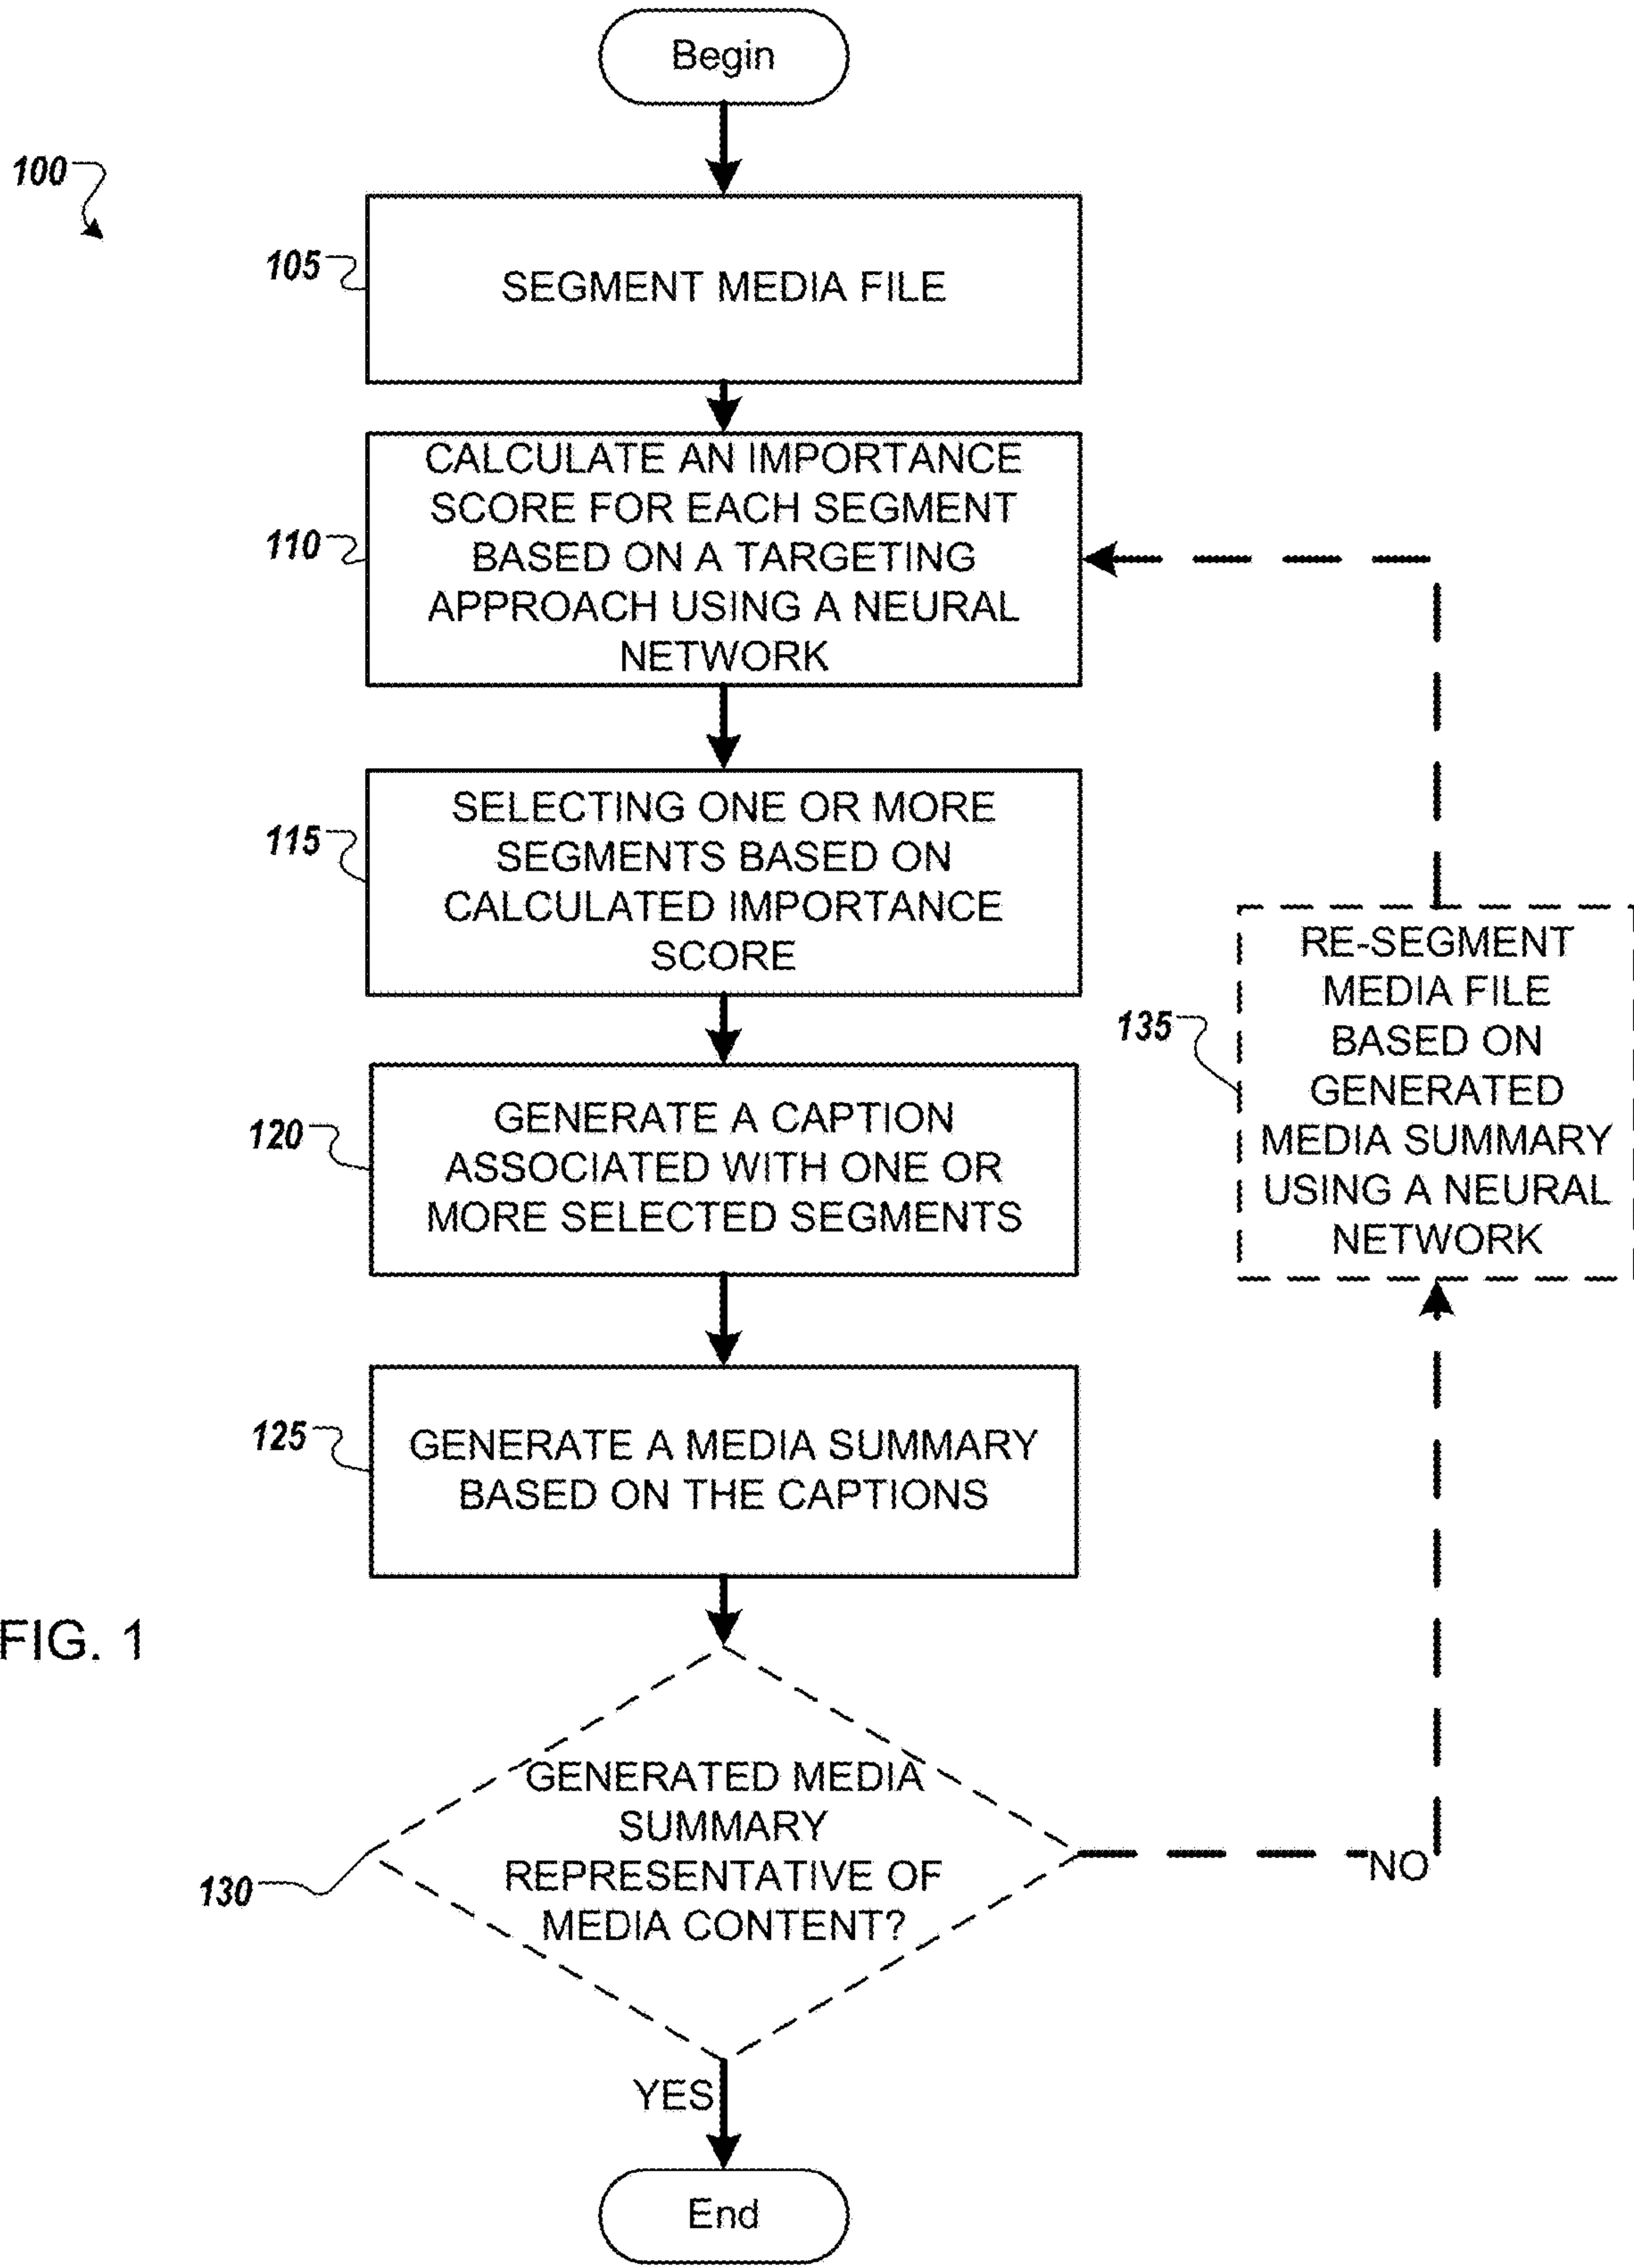 Begin
100
105
SEGMENT MEDIA FILE
CALCULATE AN IMPORTANCE
SCORE FOR EACH SEGMENT
BASED ON A TARGETING
APPROACH USING A NEURAL
NETWORK
110
SELECTING ONE OR MORE
SEGMENTS BASED ON
CALCULATED IMPORTANCE
SCORE
115
RE-SEGMENT
MEDIA FILE
BASED ON
GENERATED
MEDIA SUMMARY
USING A NEURAL
NETWORK
135
GENERATE A CAPTION
ASSOCIATED WITH ONE OR
MORE SELECTED SEGMENTS
120
GENERATE A MEDIA SUMMARY
BASED ON THE CAPTIONS
125
FIG. 1
GENERATED MEDIA
SUMMARY
REPRESENTATIVE OF
MEDIA CONTENT?
130
NO
YES
End